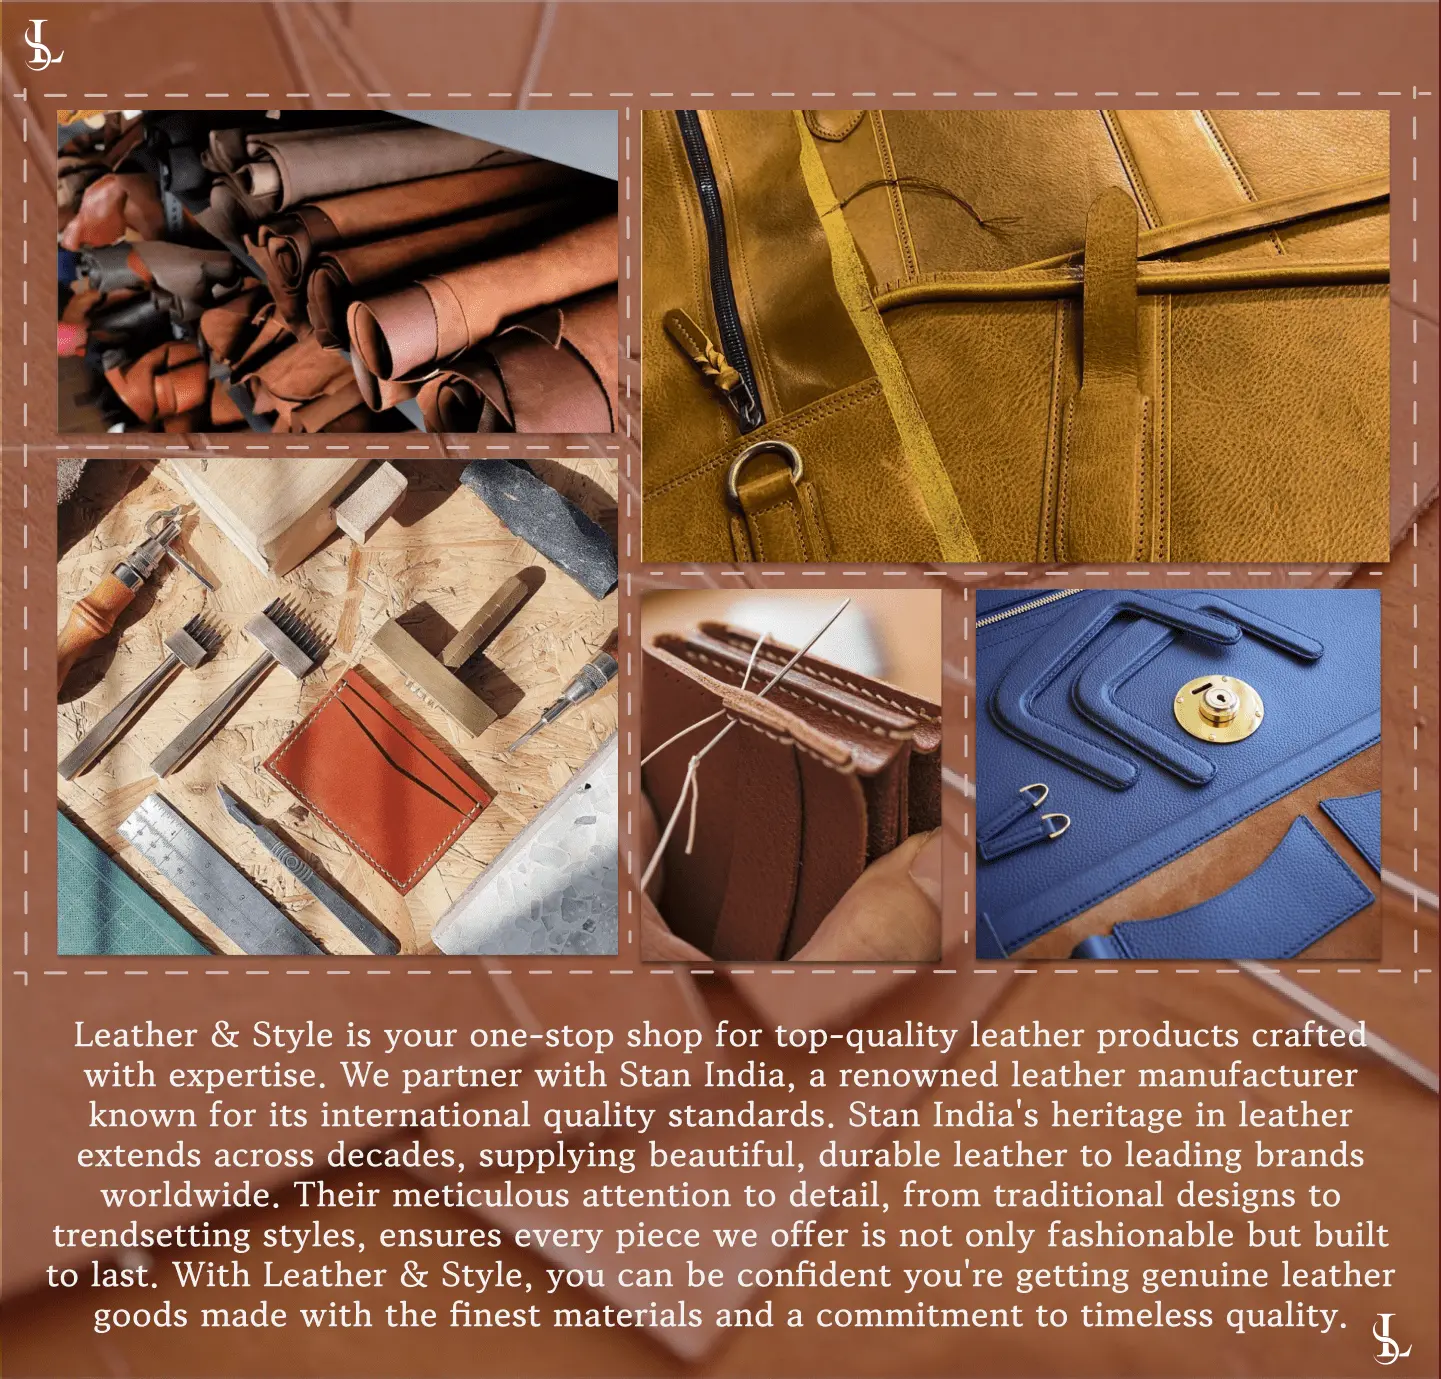 Leather & Style is your one-stop shop for top-quality leather products crafted
with expertise. We partner with Stan India, a renowned leather manufacturer
known for its international quality standards. Stan India's heritage in leather
extends across decades, supplying beautiful, durable leather to leading brands
worldwide. Their meticulous attention to detail, from traditional designs to
trendsetting styles, ensures every piece we offer is not only fashionable but built
to last. With Leather & Style, you can be confident you're getting genuine leather
goods made with the finest materials and a commitment to timeless quality.